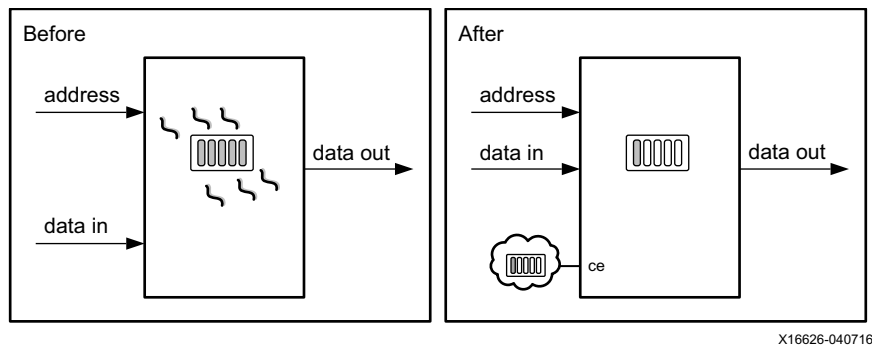 Before
address
data out
data in
After
address
data in
data out
ce
X16626-040716